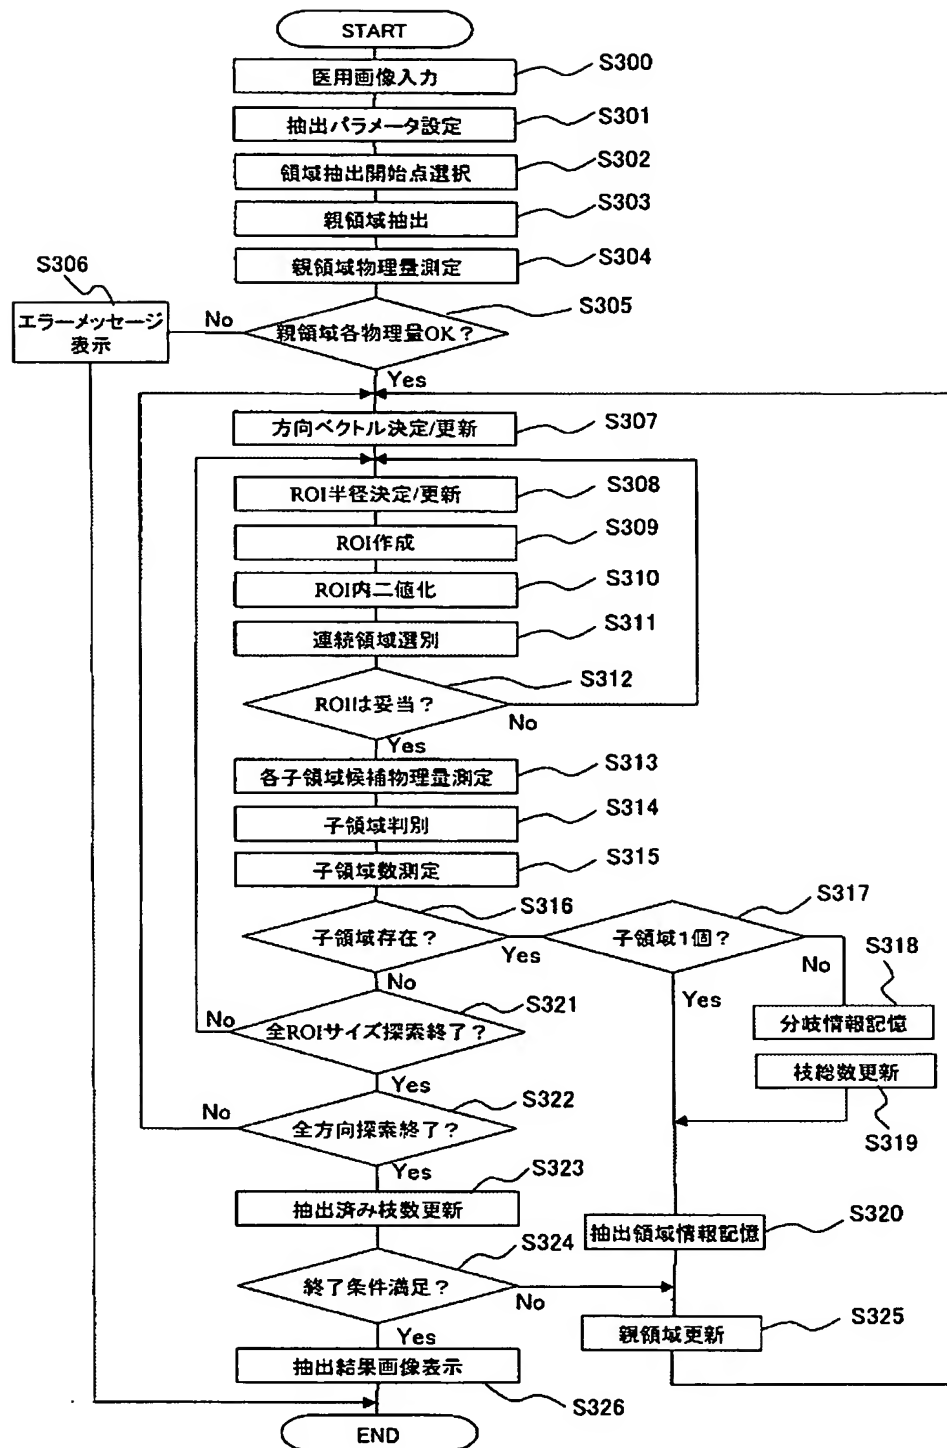 START
医用画像入力
S300
抽出パラメータ設定
S301
領域抽出開始点選択
S302
親領域抽出
S303
親領域物理量測定
S304
S306
エラーメッセージ
表示
No
親領域各物理量OK？
S305
Yes
方向ベクトル決定/更新
S307
ROI半径決定/更新
S308
ROI作成
S309
ROI内二値化
S310
連続領域選別
S311
ROIは妥当？
S312
No
Yes
各子領域候補物理量測定
S313
子領域判別
S314
子領域数測定
S315
子領域存在？
S316
Yes
子領域1個？
S317
No
S318
No
Yes
分岐情報記憶
No
全ROIサイズ探索終了？
S321
枝総数更新
S319
Yes
No
全方向探索終了？
S322
Yes
抽出済み枝数更新
S323
抽出領域情報記憶
S320
終了条件満足？
S324
No
親領域更新
S325
Yes
抽出結果画像表示
S326
END